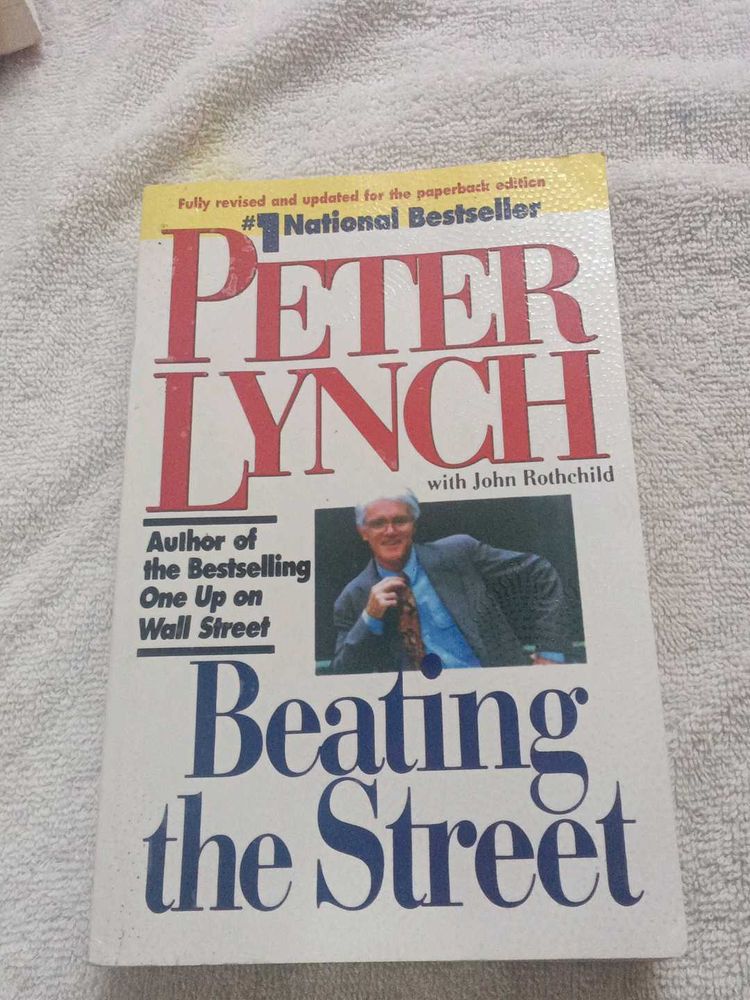 Fully revised and updated for the paperback edition
#1 National Bestseller
PETER
LYNCH
with John Rothchild
Author of
the Bestselling
One Up on
Wall Street
Beating
the Street